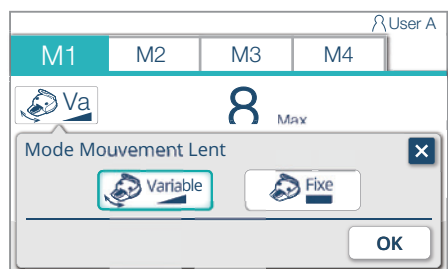 User A
M1 M2 M3 M4
Va 8 Max
Mode Mouvement Lent
Variable Fixe
OK